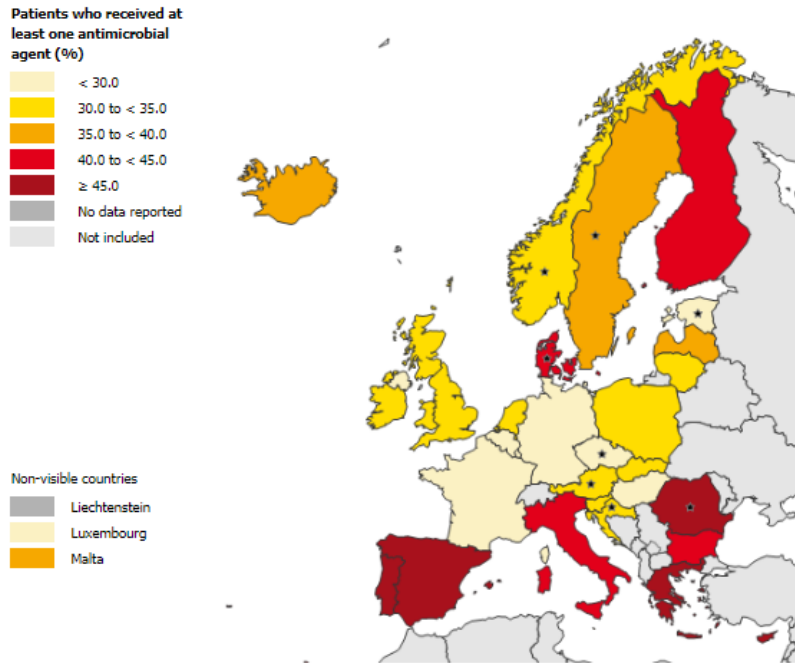 Patients who received at
least one antimicrobial
agent (%)
< 30.0
30.0 to < 35.0
35.0 to < 40.0
40.0 to < 45.0
≥ 45.0
No data reported
Not included
Non-visible countries
Liechtenstein
Luxembourg
Malta